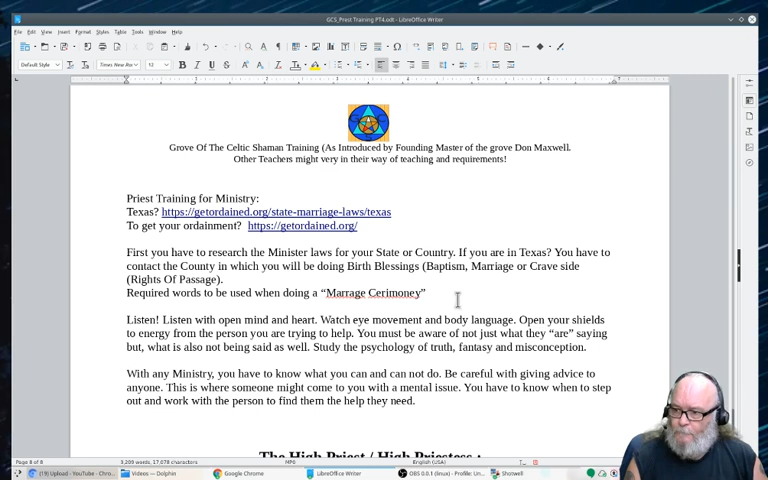 GCS_Prest Training PT4.odt - LibreOffice Writer
File Edit View Insert Format Styles Table Form Tools Window Help
Default Style Times New Ro 12
Grove Of The Celtic Shaman Training (As Introduced by Founding Master of the grove Don Maxwell.
Other Teachers might very in their way of teaching and requirements!
Priest Training for Ministry:
Texas? https://getordained.org/state-marriage-laws/texas
To get your ordainment? https://getordained.org/
First you have to research the Minister laws for your State or Country. If you are in Texas? You have to
contact the County in which you will be doing Birth Blessings (Baptism, Marriage or Crave side
(Rights Of Passage).
Required words to be used when doing a “Marrage Cerimoney”
Listen! Listen with open mind and heart. Watch eye movement and body language. Open your shields
to energy from the person you are trying to help. You must be aware of not just what they “are” saying
but, what is also not being said as well. Study the psychology of truth, fantasy and misconception.
With any Ministry, you have to know what you can and can not do. Be careful with giving advice to
anyone. This is where someone might come to you with a mental issue. You have to know when to step
out and work with the person to find them the help they need.
The High Priest / High Priestess :
Page 8 of 8 3,209 words, 17,078 characters MP0 English (USA)
(19) Upload - YouTube - Chro... Videos — Dolphin Google Chrome LibreOffice Writer OBS 0.0.1 (linux) - Profile: Un... Shotwell